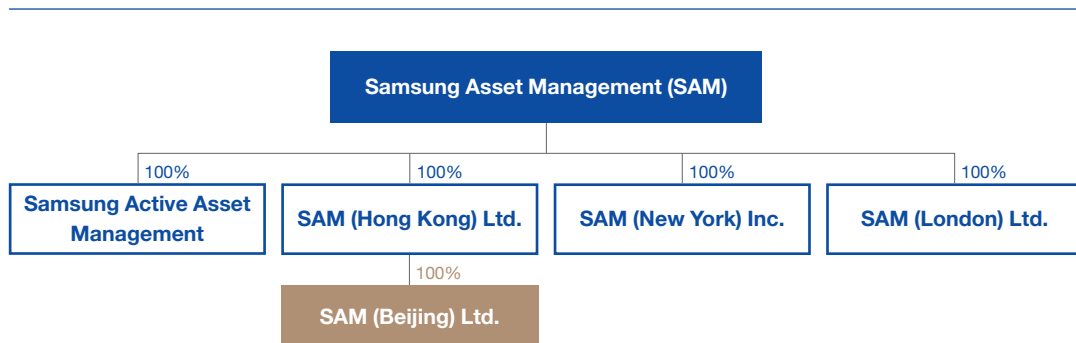 Samsung Asset Management (SAM)
100%
100%
100%
100%
Samsung Active Asset
Management
SAM (Hong Kong) Ltd.
SAM (New York) Inc.
SAM (London) Ltd.
100%
SAM (Beijing) Ltd.